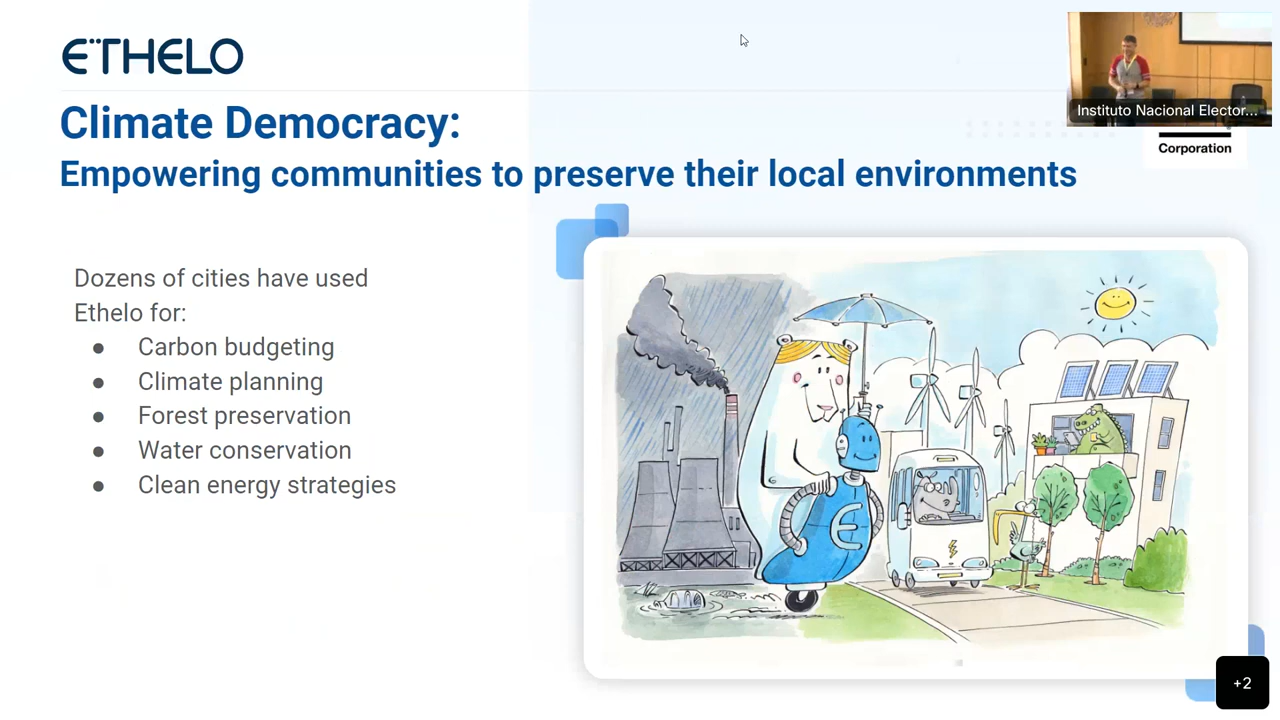 ETHELO
Climate Democracy:
Empowering communities to preserve their local environments
Instituto Nacional Elector...
Corporation
Dozens of cities have used
Ethelo for:
● Carbon budgeting
● Climate planning
● Forest preservation
● Water conservation
● Clean energy strategies
E
+2